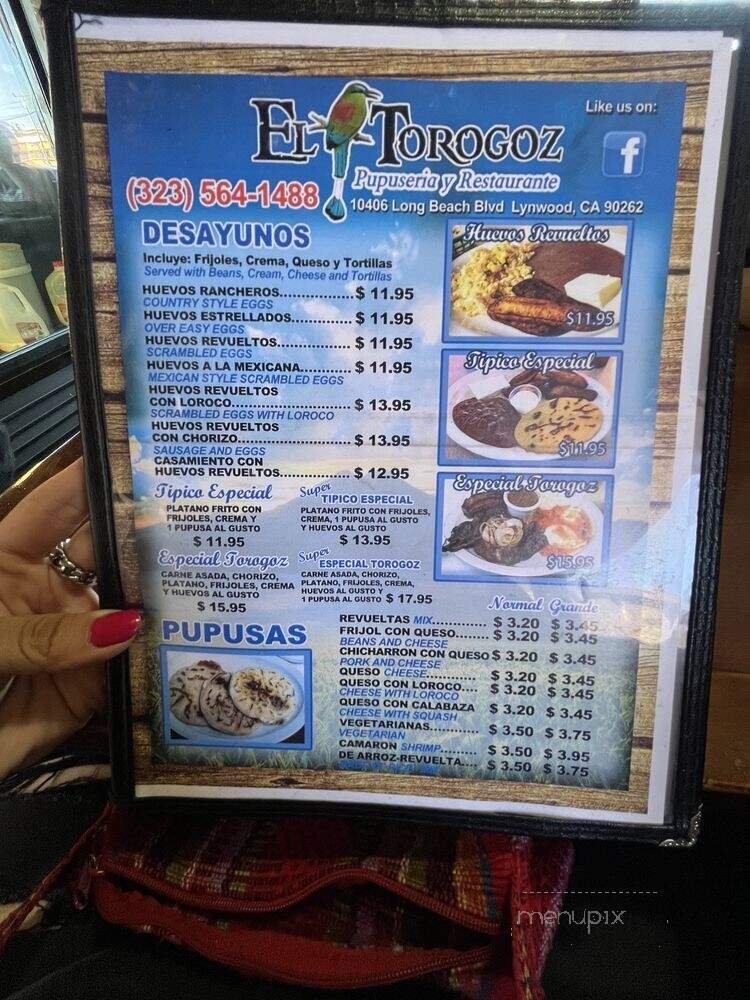 EL TOROGOZ
Like us on:
f
Pupuseria y Restaurante
(323) 564-1488
10406 Long Beach Blvd Lynwood, CA 90262
DESAYUNOS
Incluye: Frijoles, Crema, Queso y Tortillas
Served with Beans, Cream, Cheese and Tortillas
HUEVOS RANCHEROS.................$ 11.95
COUNTRY STYLE EGGS
HUEVOS ESTRELLADOS..............$ 11.95
OVER EASY EGGS
HUEVOS REVUELTOS.................$ 11.95
SCRAMBLED EGGS
HUEVOS A LA MEXICANA............$ 11.95
MEXICAN STYLE SCRAMBLED EGGS
HUEVOS REVUELTOS
CON LOROCO...........................$ 13.95
SCRAMBLED EGGS WITH LOROCO
HUEVOS REVUELTOS
CON CHORIZO..........................$ 13.95
SAUSAGE AND EGGS
CASAMIENTO CON
HUEVOS REVUELTOS.................$ 12.95
Huevos Revueltos
$11.95
Tipico Especial
$11.95
Especial Torogoz
$15.95
Tipico Especial
PLATANO FRITO CON
FRIJOLES, CREMA Y
1 PUPUSA AL GUSTO
$ 11.95
Super
TIPICO ESPECIAL
PLATANO FRITO CON FRIJOLES,
CREMA, 1 PUPUSA AL GUSTO
Y HUEVOS AL GUSTO
$ 13.95
Especial Torogoz
CARNE ASADA, CHORIZO,
PLATANO, FRIJOLES, CREMA
Y HUEVOS AL GUSTO
$ 15.95
Super
ESPECIAL TOROGOZ
CARNE ASADA, CHORIZO,
PLATANO, FRIJOLES, CREMA,
HUEVOS AL GUSTO Y
1 PUPUSA AL GUSTO $ 17.95
PUPUSAS
Normal Grande
REVUELTAS MIX............ $ 3.20 $ 3.45
FRIJOL CON QUESO........ $ 3.20 $ 3.45
BEANS AND CHEESE
CHICHARRON CON QUESO $ 3.20 $ 3.45
PORK AND CHEESE
QUESO CHEESE.............. $ 3.20 $ 3.45
QUESO CON LOROCO.... $ 3.20 $ 3.45
CHEESE WITH LOROCO
QUESO CON CALABAZA $ 3.20 $ 3.45
CHEESE WITH SQUASH
VEGETARIANAS............ $ 3.50 $ 3.75
VEGETARIAN
CAMARON SHRIMP......... $ 3.50 $ 3.95
DE ARROZ-REVUELTA.... $ 3.50 $ 3.75
menupix